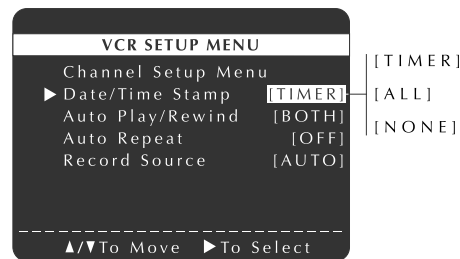 VCR SETUP MENU
Channel Setup Menu
▶ Date/Time Stamp [TIMER]
Auto Play/Rewind [BOTH]
Auto Repeat [OFF]
Record Source [AUTO]
▲/▼To Move ▶To Select
[TIMER]
[ALL]
[NONE]